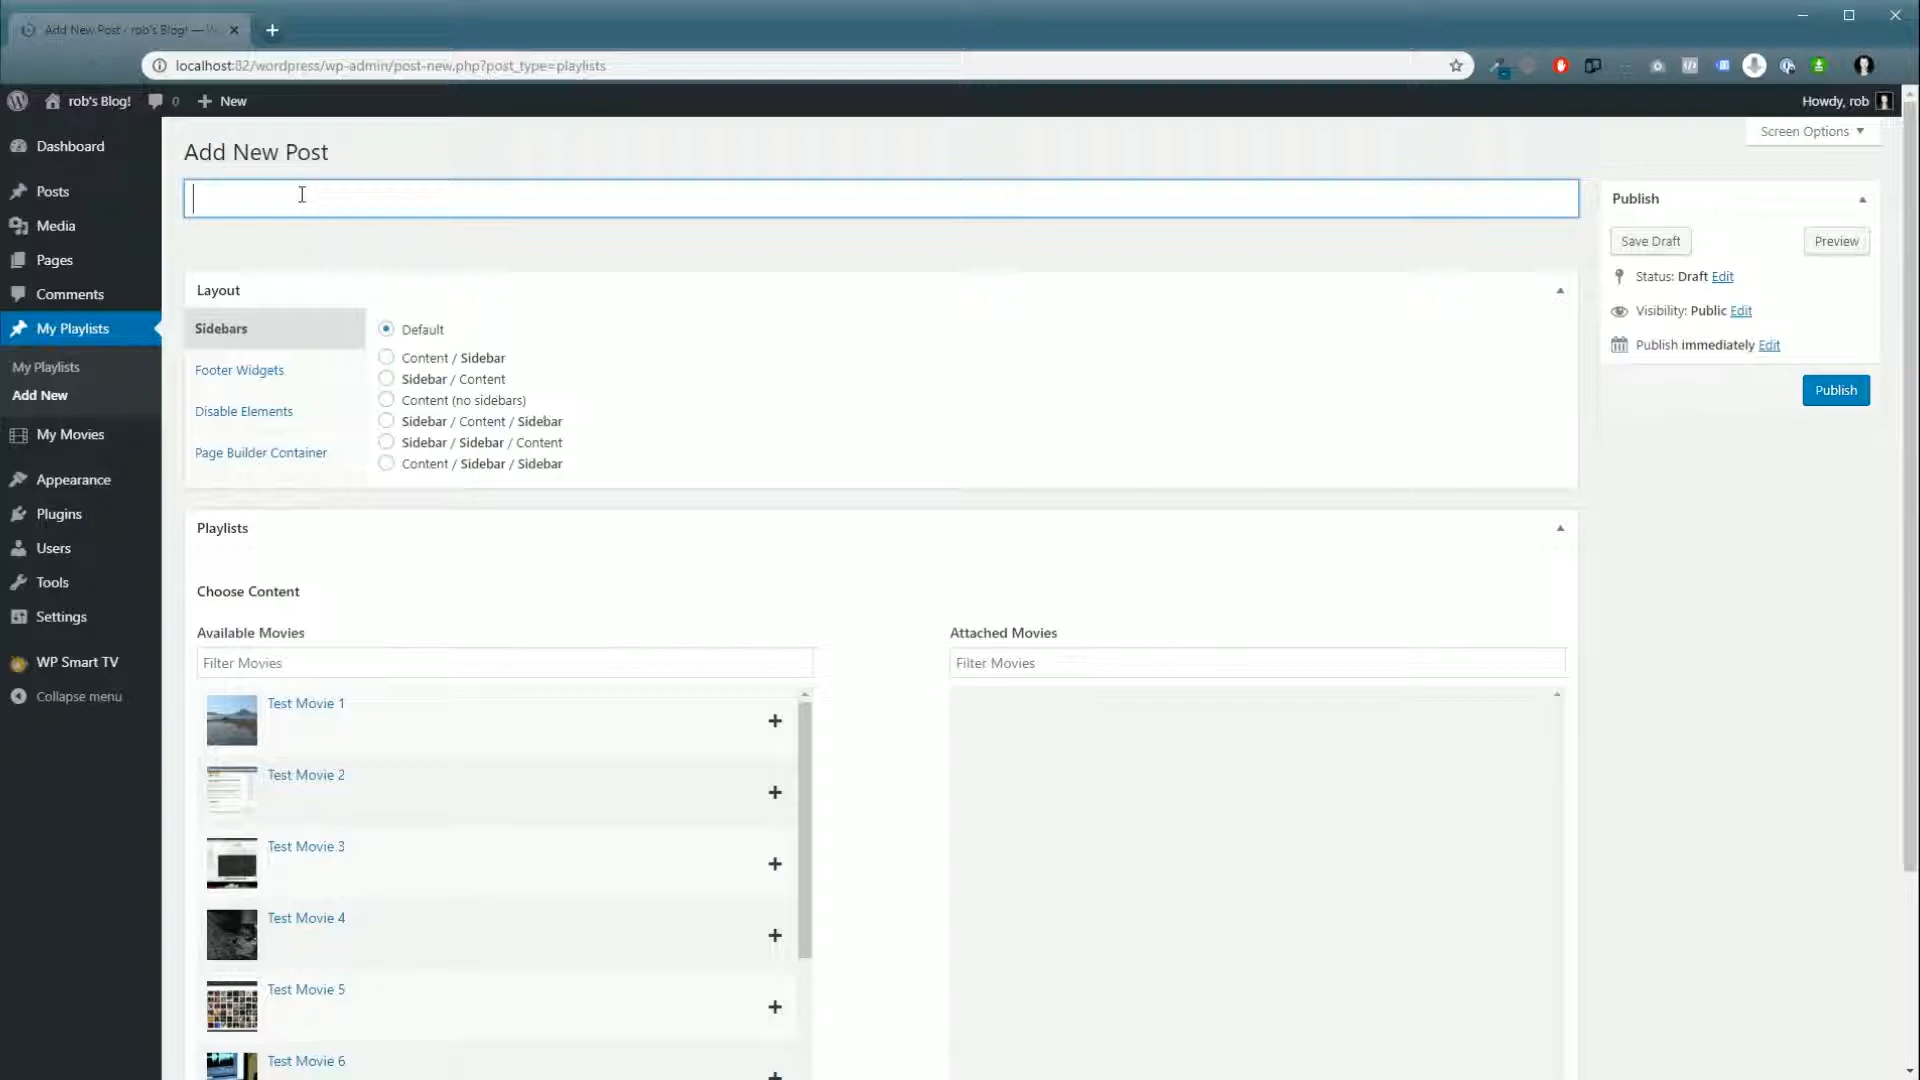 Add New Post ‹ rob's Blog! — W
localhost:82/wordpress/wp-admin/post-new.php?post_type=playlists
rob's Blog!
0
New
Howdy, rob
Screen Options
Dashboard
Posts
Media
Pages
Comments
My Playlists
My Playlists
Add New
My Movies
Appearance
Plugins
Users
Tools
Settings
WP Smart TV
Collapse menu
Add New Post
Layout
Sidebars
Footer Widgets
Disable Elements
Page Builder Container
Default
Content / Sidebar
Sidebar / Content
Content (no sidebars)
Sidebar / Content / Sidebar
Sidebar / Sidebar / Content
Content / Sidebar / Sidebar
Playlists
Choose Content
Available Movies
Filter Movies
Test Movie 1
Test Movie 2
Test Movie 3
Test Movie 4
Test Movie 5
Test Movie 6
Attached Movies
Filter Movies
Publish
Save Draft
Preview
Status: Draft Edit
Visibility: Public Edit
Publish immediately Edit
Publish